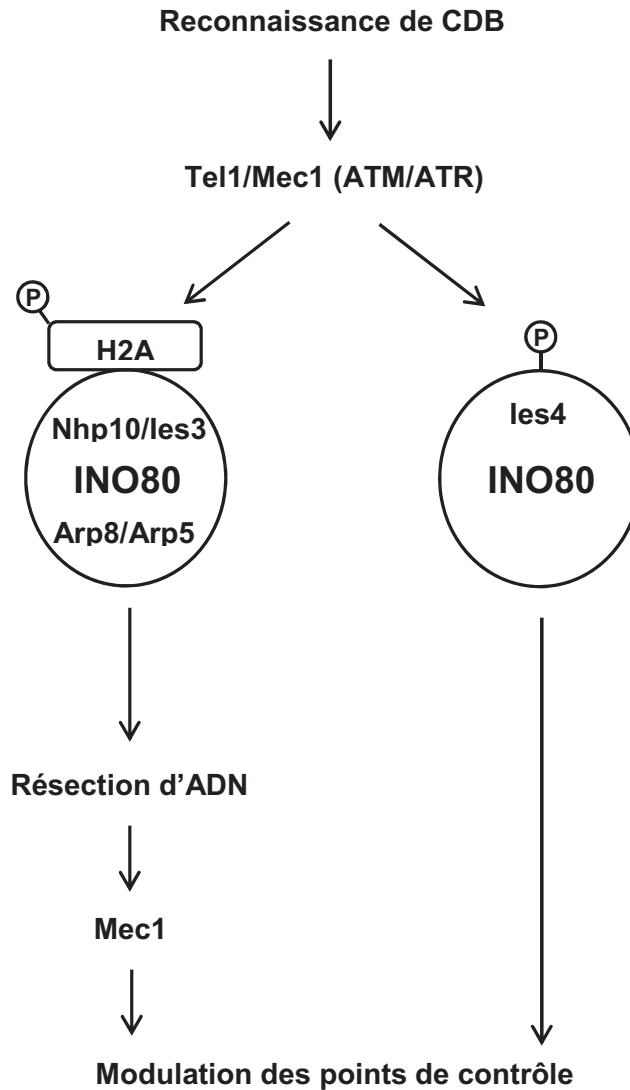 Reconnaissance de CDB
Tel1/Mec1 (ATM/ATR)
P
H2A
Nhp10/Ies3
INO80
Arp8/Arp5
P
Ies4
INO80
Résection d’ADN
Mec1
Modulation des points de contrôle